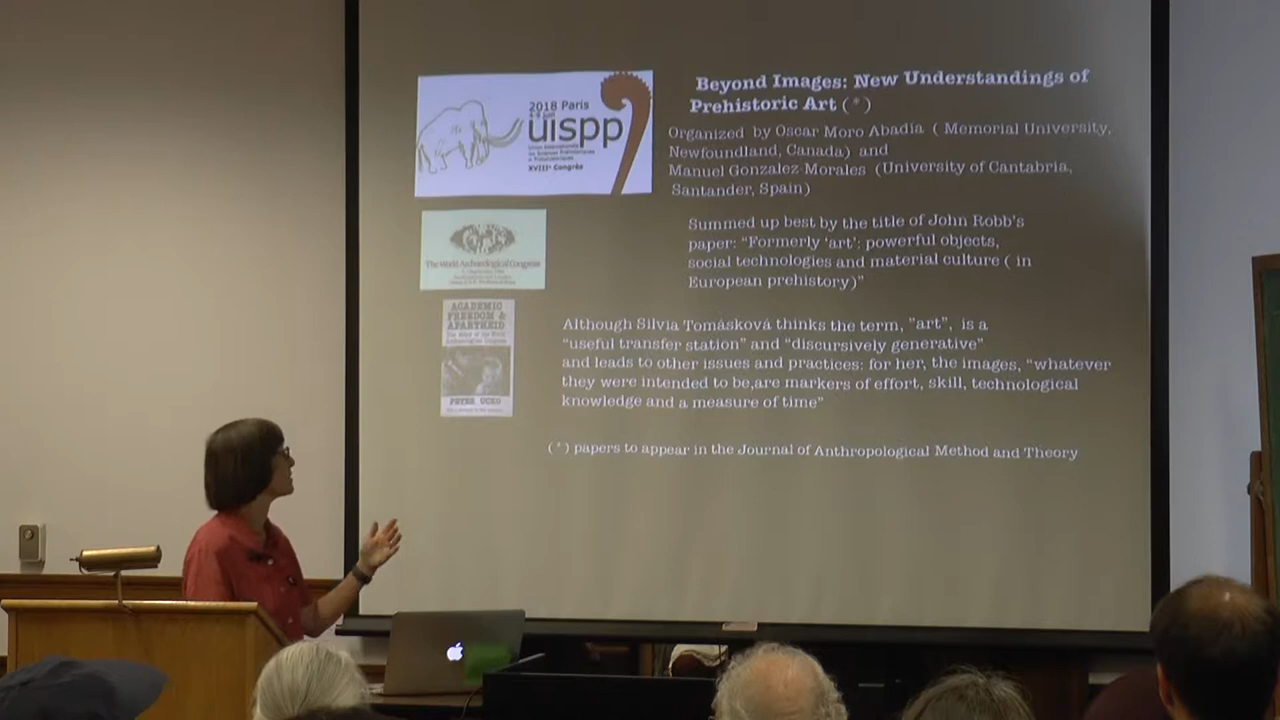 2018 Paris
4-9 juin
uispp
XVIIIᵉ Congrès
Beyond Images: New Understandings of
Prehistoric Art (*)
Organized by Oscar Moro Abadía ( Memorial University,
Newfoundland, Canada) and
Manuel Gonzalez Morales (University of Cantabria,
Santander, Spain)
The World Archaeological Congress
Summed up best by the title of John Robb's
paper: "Formerly 'art': powerful objects,
social technologies and material culture ( in
European prehistory)"
ACADEMIC
FREEDOM &
APARTHEID
PETER UCKO
Although Silvia Tomásková thinks the term, "art", is a
"useful transfer station" and "discursively generative"
and leads to other issues and practices: for her, the images, "whatever
they were intended to be,are markers of effort, skill, technological
knowledge and a measure of time"
(*) papers to appear in the Journal of Anthropological Method and Theory